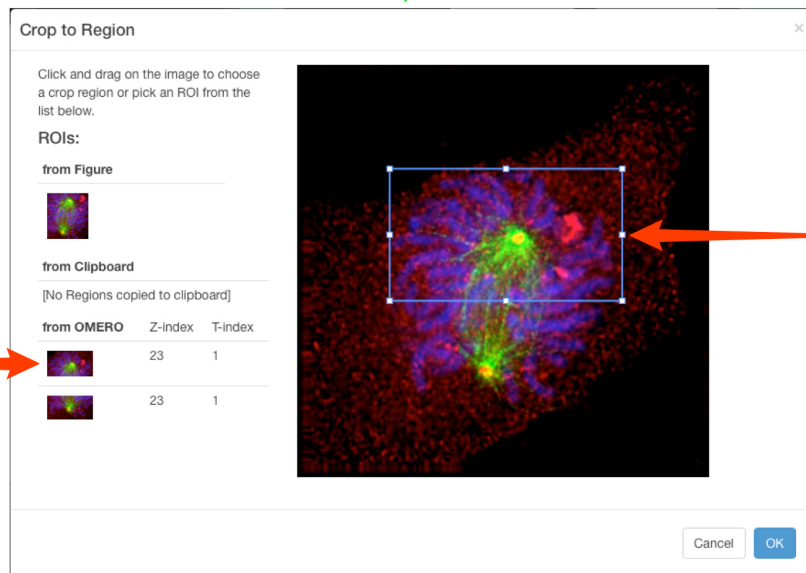 Crop to Region
×
Click and drag on the image to choose
a crop region or pick an ROI from the
list below.
ROIs:
from Figure
from Clipboard
[No Regions copied to clipboard]
from OMERO Z-index T-index
23 1
23 1
Cancel OK